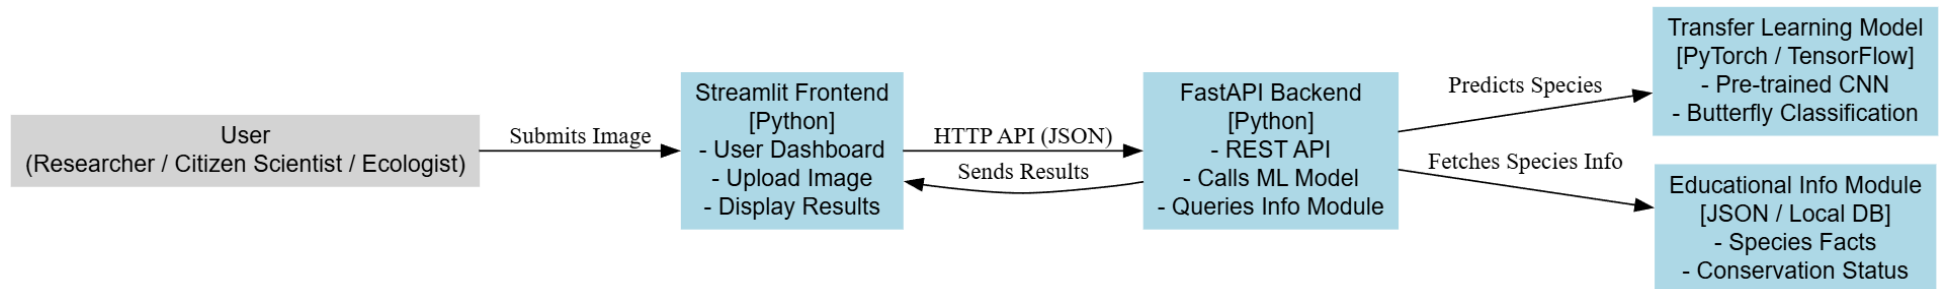 User
(Researcher / Citizen Scientist / Ecologist)
Submits Image
Streamlit Frontend
[Python]
- User Dashboard
- Upload Image
- Display Results
HTTP API (JSON)
Sends Results
FastAPI Backend
[Python]
- REST API
- Calls ML Model
- Queries Info Module
Predicts Species
Fetches Species Info
Transfer Learning Model
[PyTorch / TensorFlow]
- Pre-trained CNN
- Butterfly Classification
Educational Info Module
[JSON / Local DB]
- Species Facts
- Conservation Status